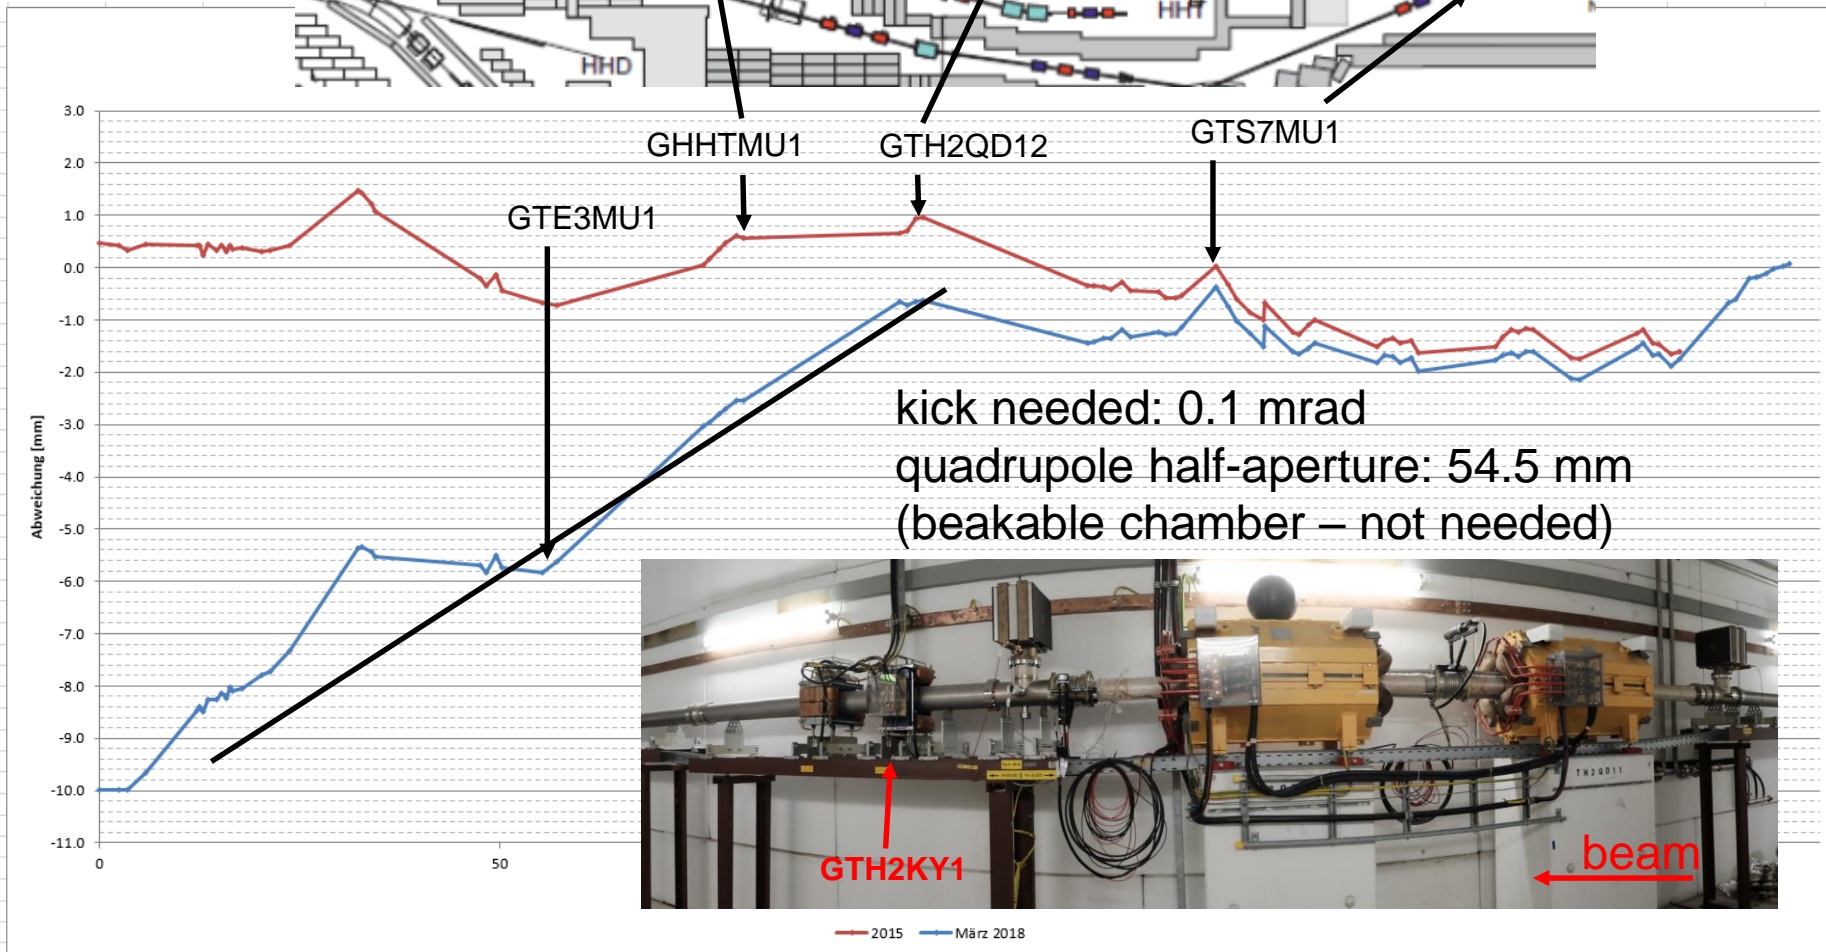 HHD
HHT
3.0
2.0
1.0
0.0
-1.0
-2.0
-3.0
-4.0
-5.0
-6.0
-7.0
-8.0
-9.0
-10.0
-11.0
Abweichung [mm]
0
50
GHHTMU1
GTH2QD12
GTS7MU1
GTE3MU1
kick needed: 0.1 mrad
quadrupole half-aperture: 54.5 mm
(beakable chamber – not needed)
TH2QD11
GTH2KY1
beam
2015
März 2018